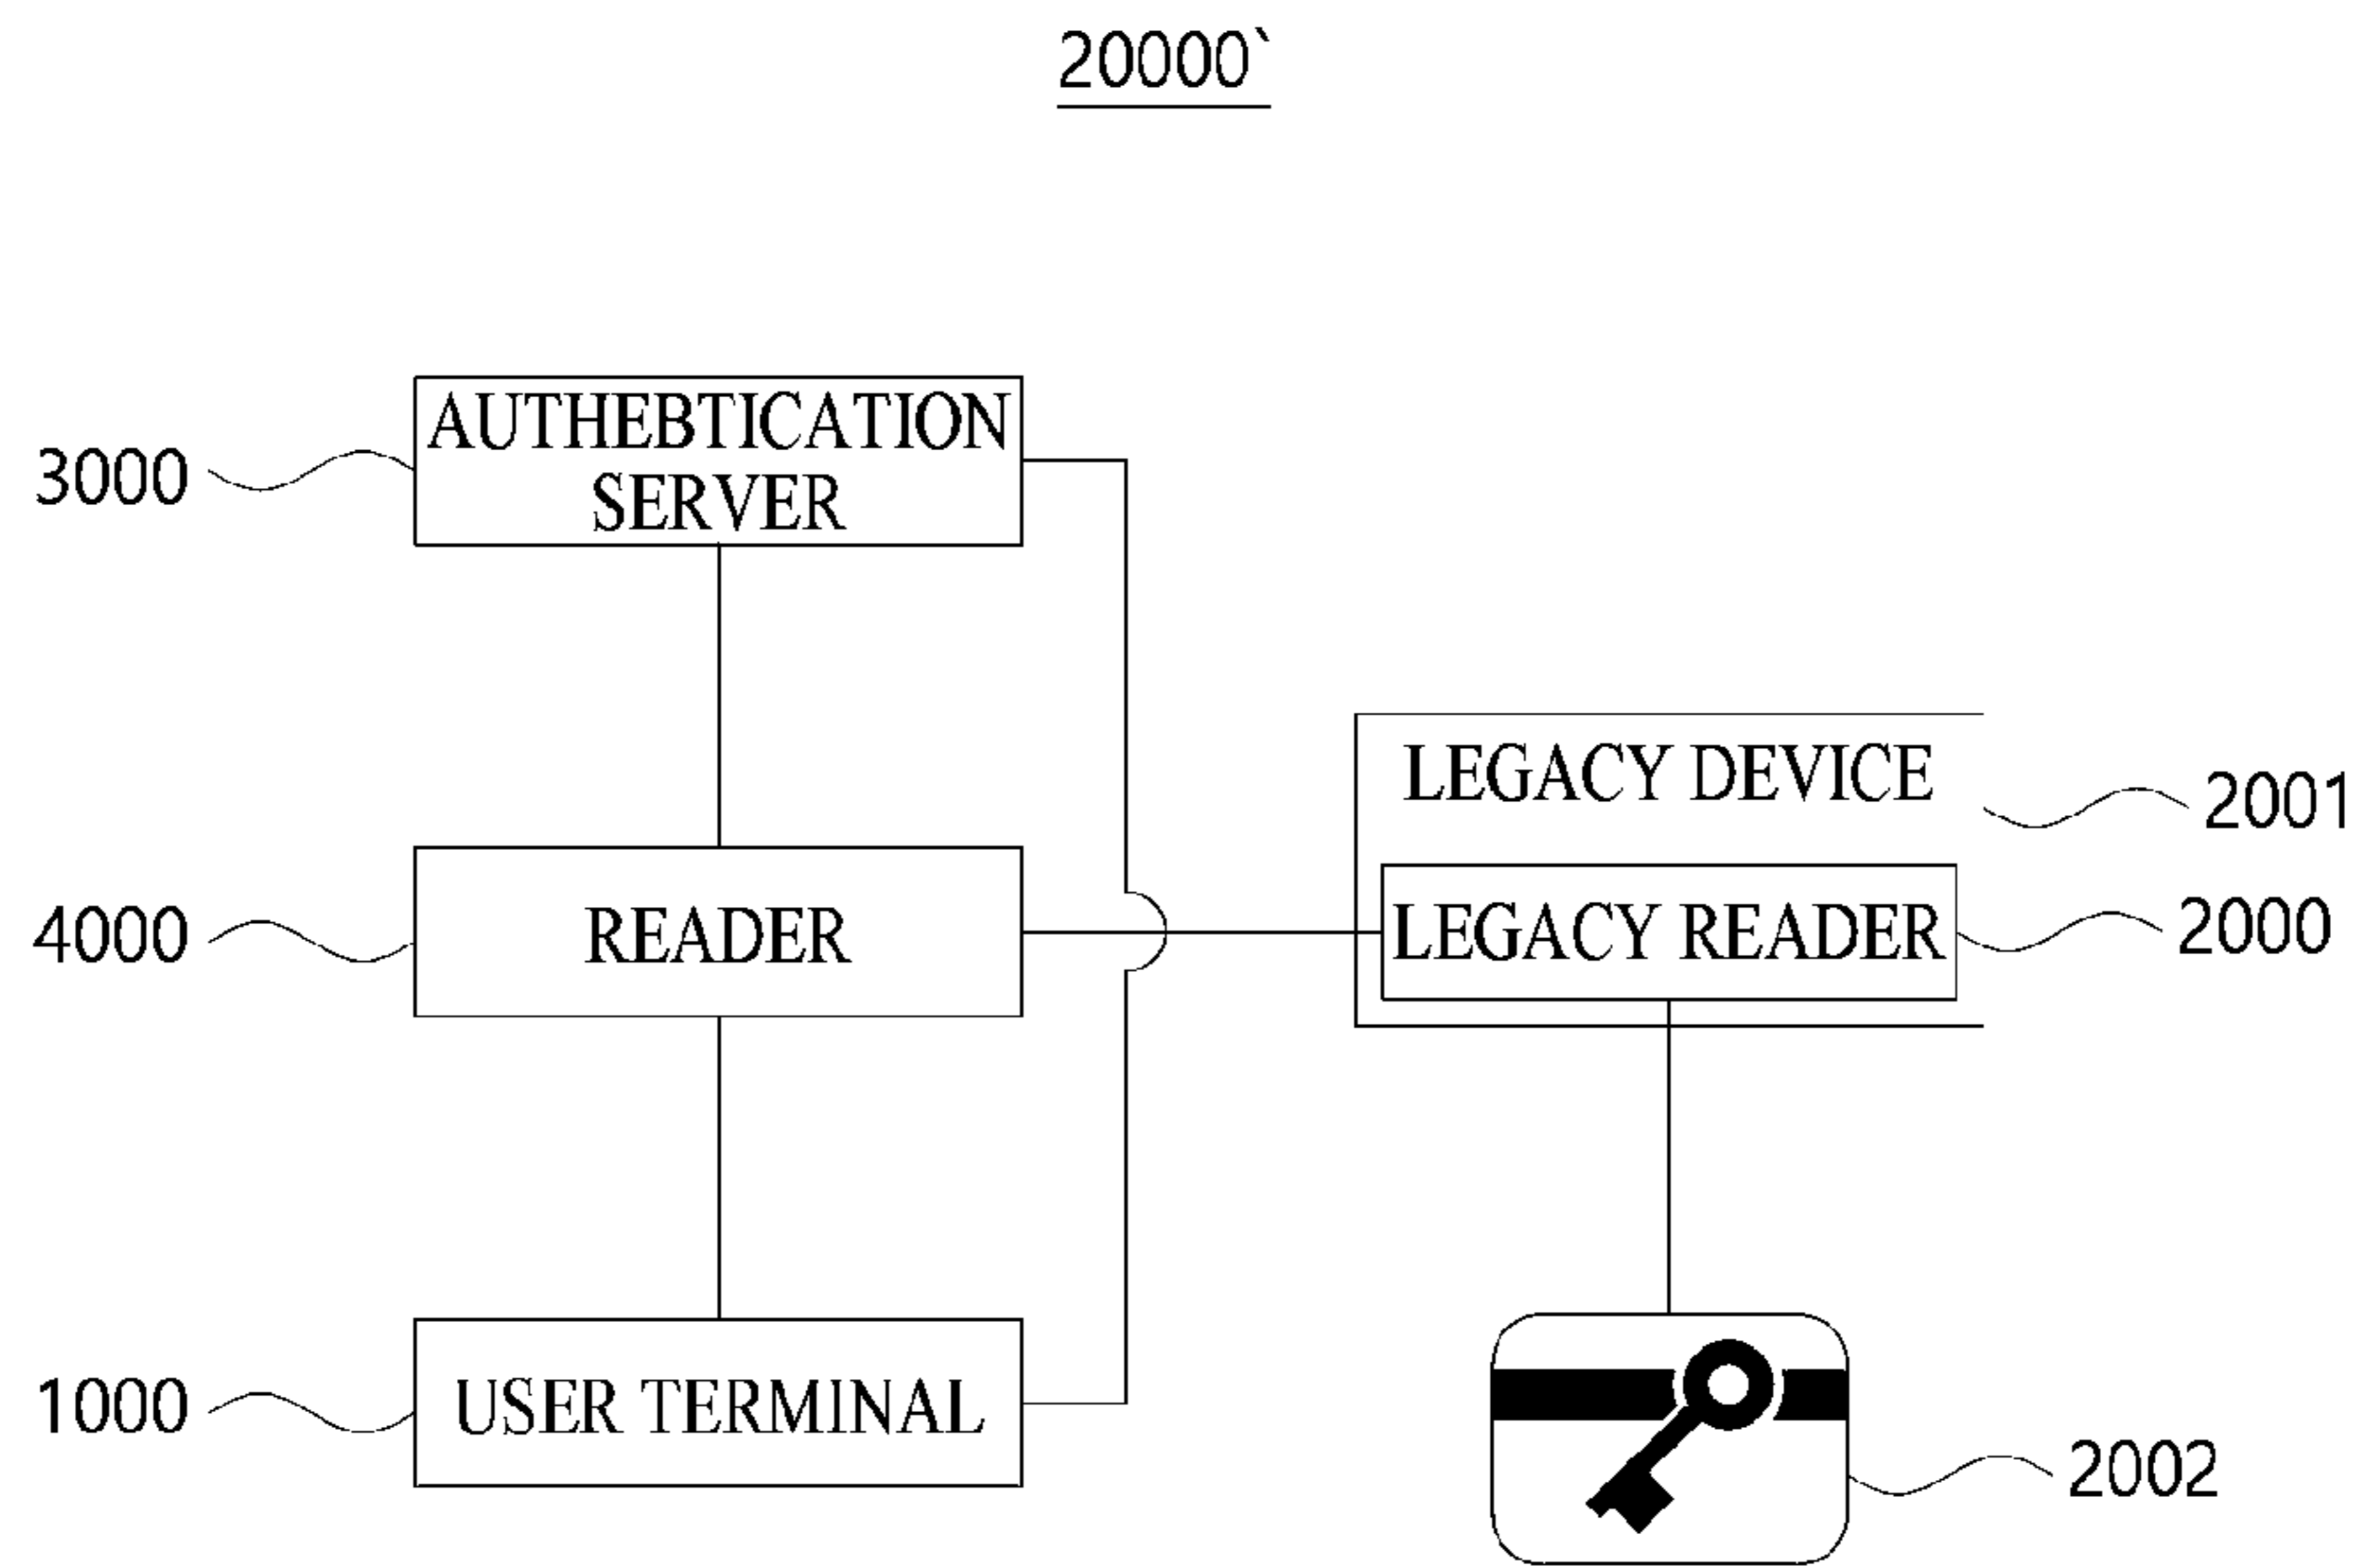 20000`
AUTHEBTICATION
SERVER
3000
LEGACY DEVICE
2001
4000
READER
LEGACY READER
2000
1000
USER TERMINAL
2002